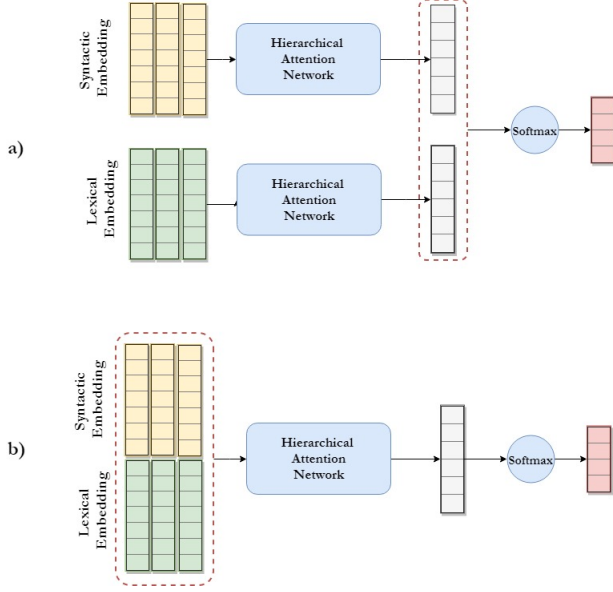 Syntactic
Embedding
Hierarchical
Attention
Network
a)
Softmax
Lexical
Embedding
Hierarchical
Attention
Network
Syntactic
Embedding
b)
Hierarchical
Attention
Network
Softmax
Lexical
Embedding